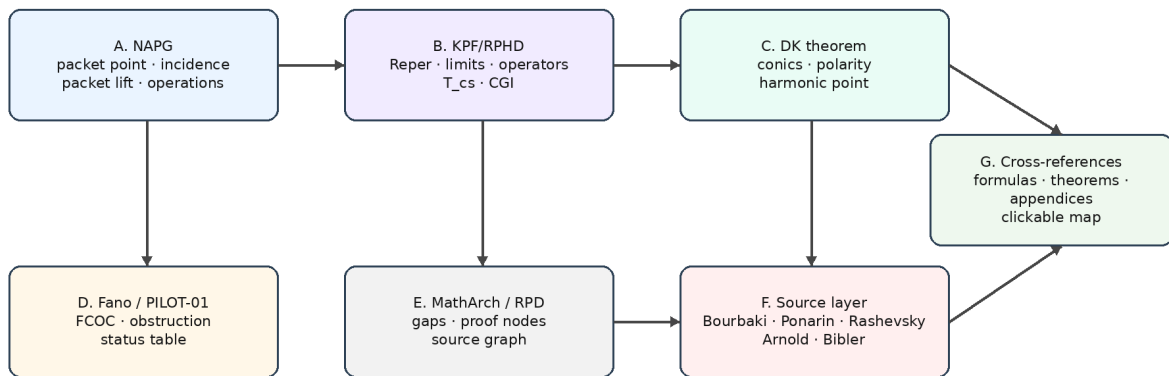 A. NAPG
packet point · incidence
packet lift · operations
B. KPF/RPHD
Reper · limits · operators
T_cs · CGI
C. DK theorem
conics · polarity
harmonic point
G. Cross-references
formulas · theorems ·
appendices
clickable map
D. Fano / PILOT-01
FCOC · obstruction
status table
E. MathArch / RPD
gaps · proof nodes
source graph
F. Source layer
Bourbaki · Ponarin · Rashevsky
Arnold · Bibler